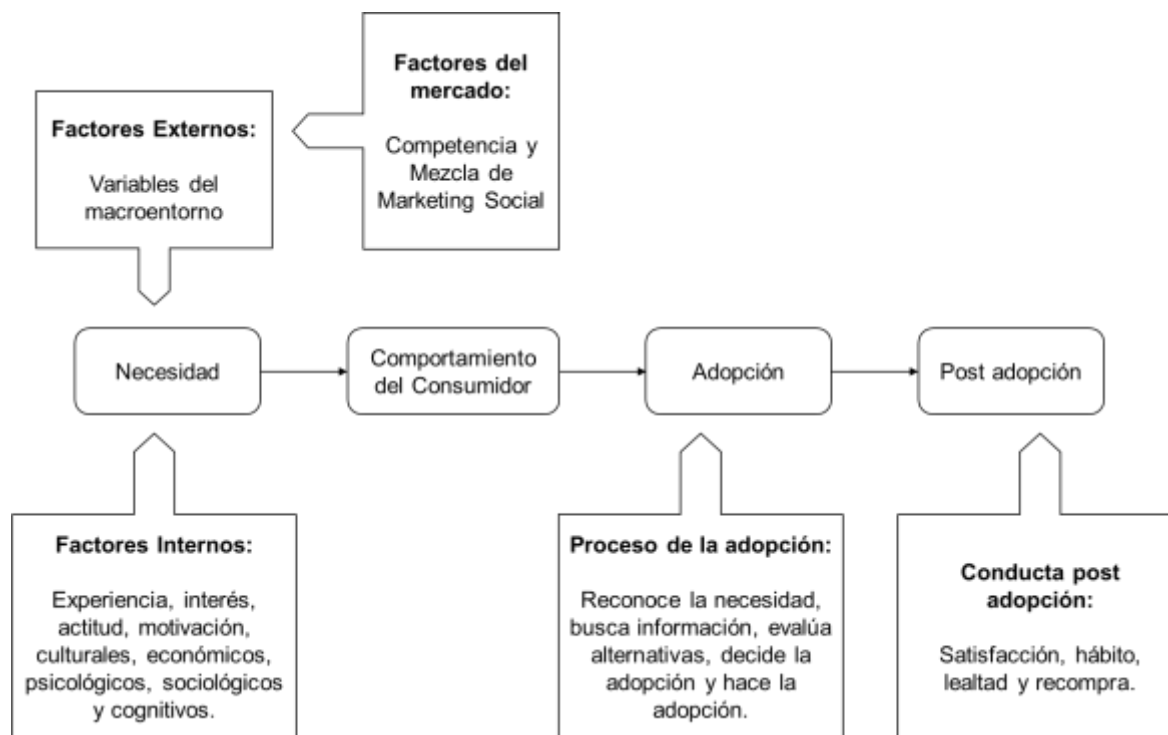 Factores del
mercado:
Competencia y
Mezcla de
Marketing Social
Factores Externos:
Variables del
macroentorno
Necesidad
Comportamiento
del Consumidor
Adopción
Post adopción
Factores Internos:
Experiencia, interés,
actitud, motivación,
culturales, económicos,
psicológicos, sociológicos
y cognitivos.
Proceso de la adopción:
Reconoce la necesidad,
busca información, evalúa
alternativas, decide la
adopción y hace la
adopción.
Conducta post
adopción:
Satisfacción, hábito,
lealtad y recompra.